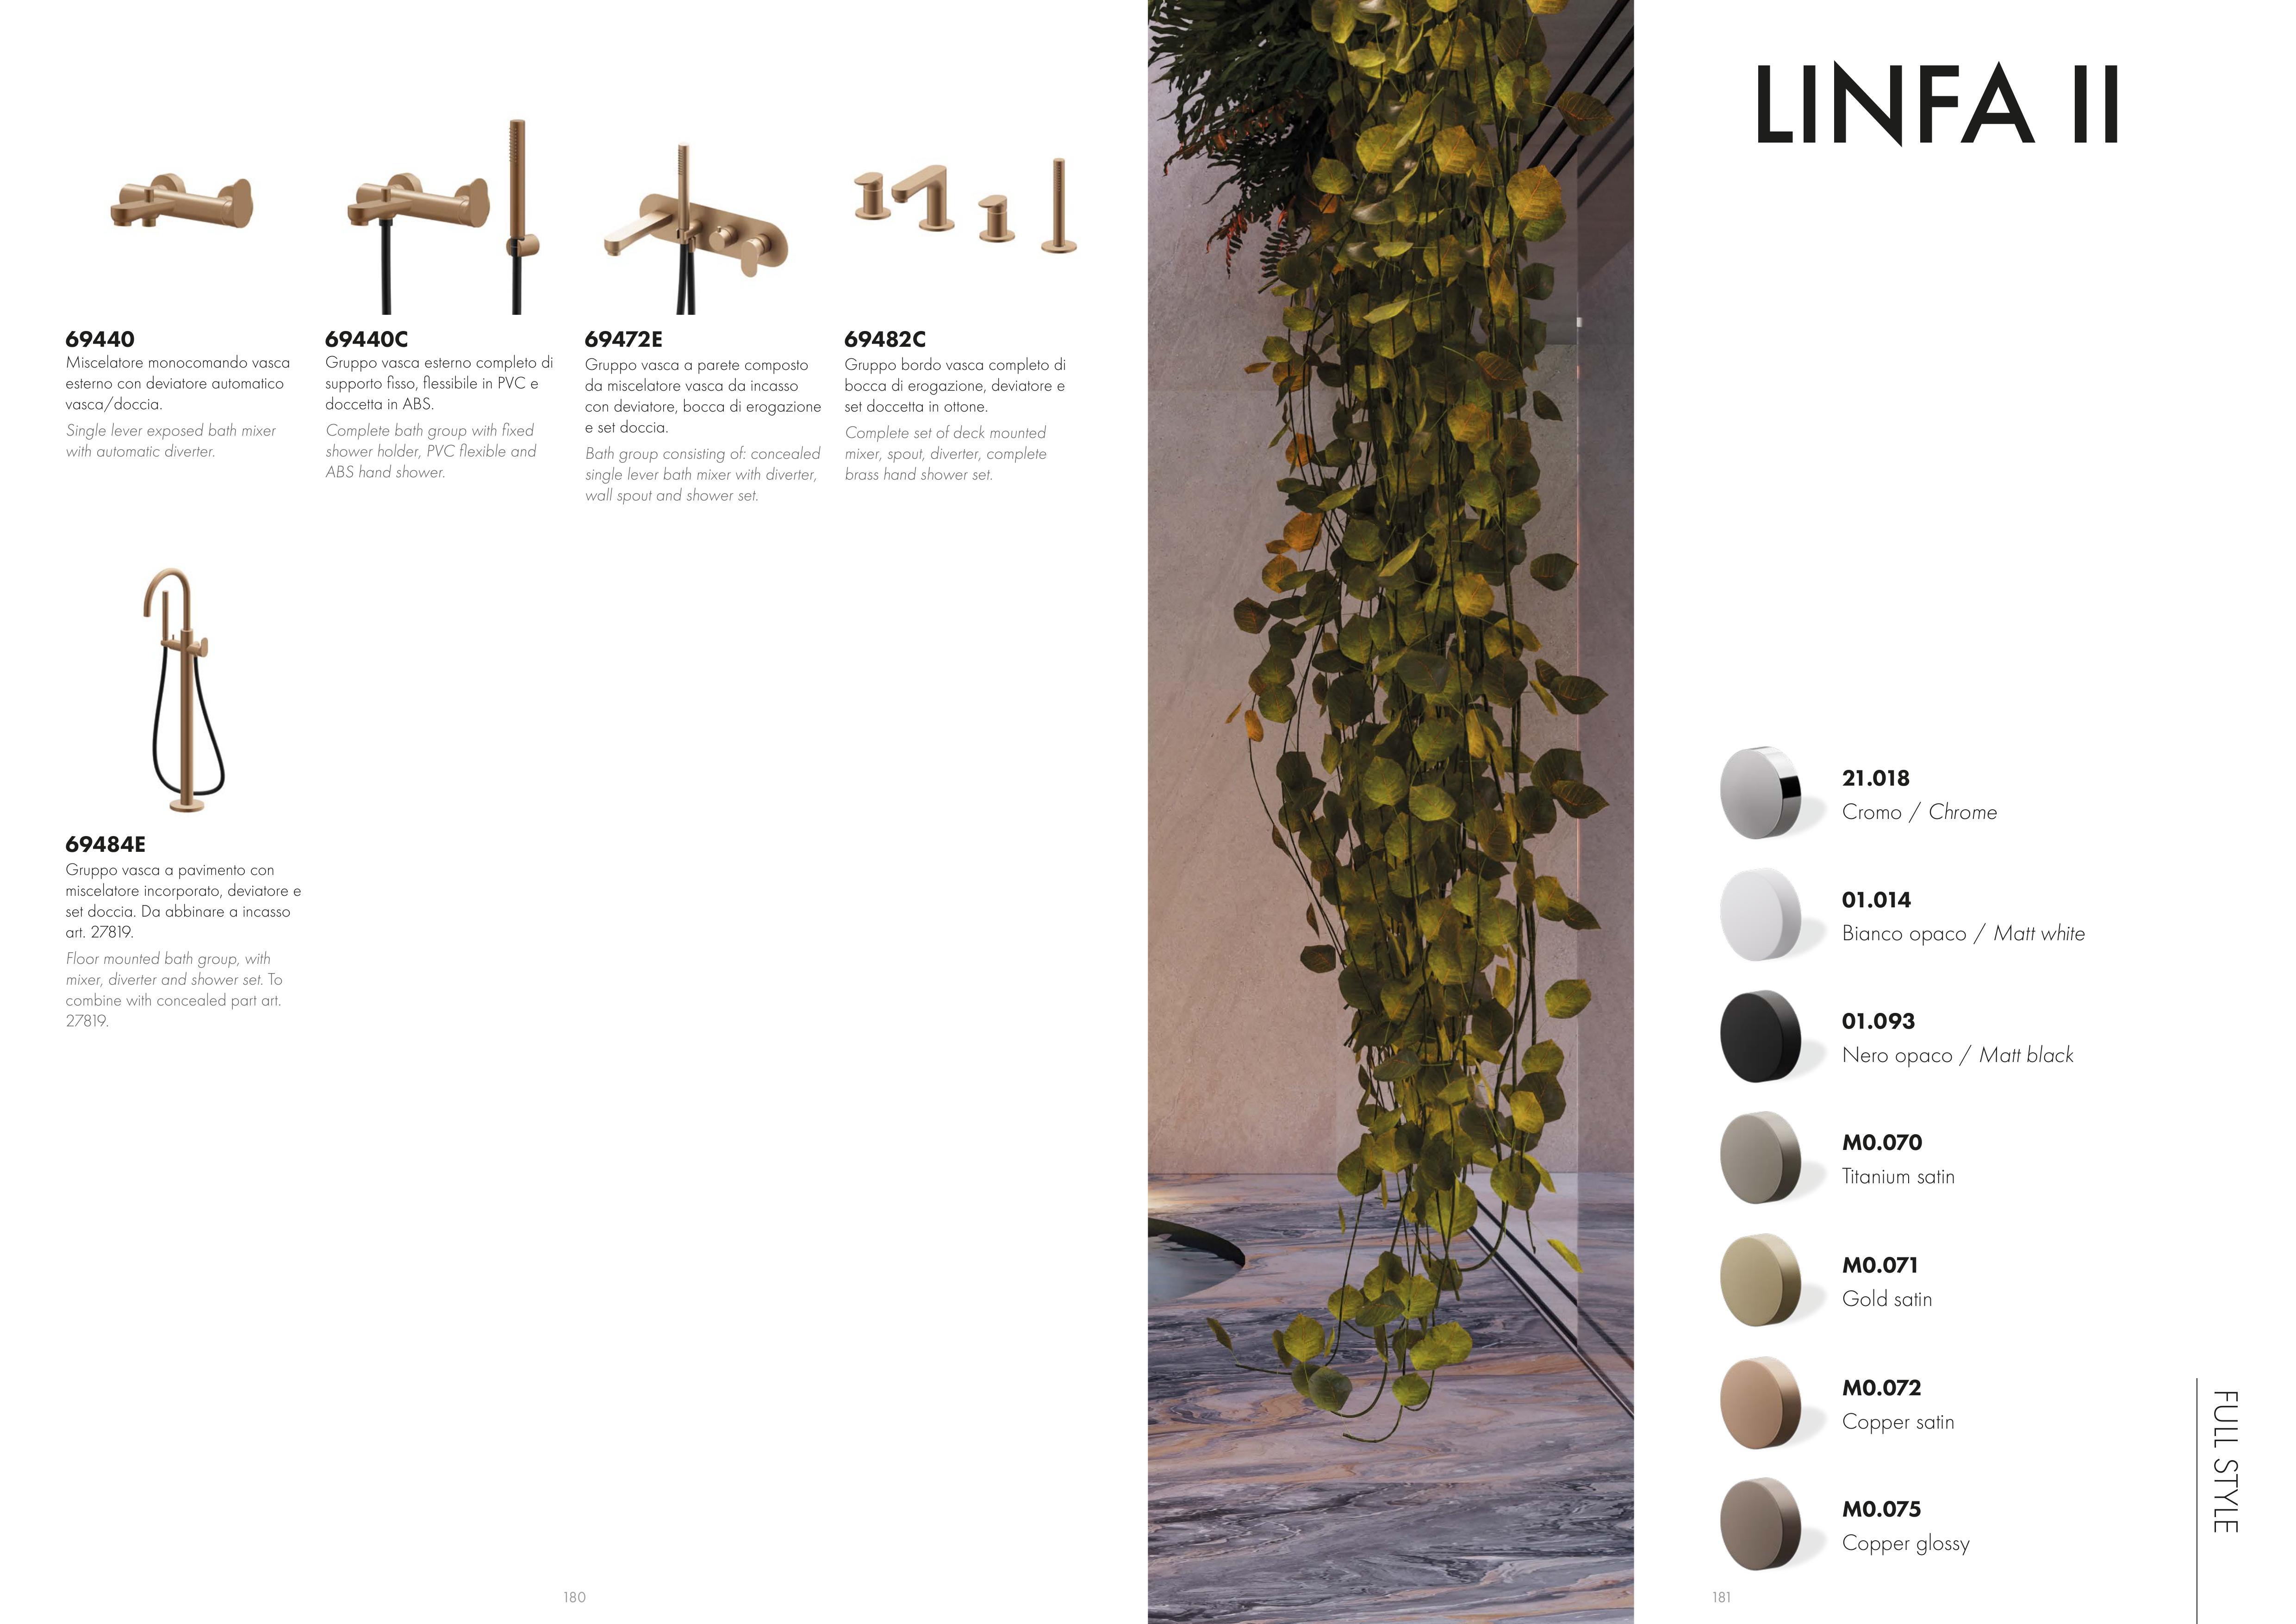 69440
Miscelatore monocomando vasca
esterno con deviatore automatico
vasca/doccia.
Single lever exposed bath mixer
with automatic diverter.
69440C
Gruppo vasca esterno completo di
supporto fisso, flessibile in PVC e
doccetta in ABS.
Complete bath group with fixed
shower holder, PVC flexible and
ABS hand shower.
69472E
Gruppo vasca a parete composto
da miscelatore vasca da incasso
con deviatore, bocca di erogazione
e set doccia.
Bath group consisting of: concealed
single lever bath mixer with diverter,
wall spout and shower set.
69482C
Gruppo bordo vasca completo di
bocca di erogazione, deviatore e
set doccetta in ottone.
Complete set of deck mounted
mixer, spout, diverter, complete
brass hand shower set.
69484E
Gruppo vasca a pavimento con
miscelatore incorporato, deviatore e
set doccia. Da abbinare a incasso
art. 27819.
Floor mounted bath group, with
mixer, diverter and shower set. To
combine with concealed part art.
27819.
180
LINFA II
21.018
Cromo / Chrome
01.014
Bianco opaco / Matt white
01.093
Nero opaco / Matt black
M0.070
Titanium satin
M0.071
Gold satin
M0.072
Copper satin
M0.075
Copper glossy
FULL STYLE
181